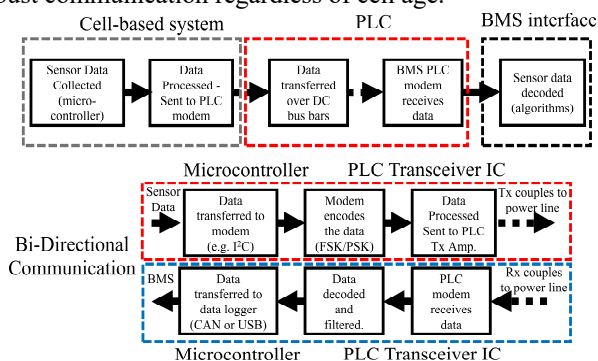 bust communication regardless of cell age.
Cell-based system
PLC
BMS interface
Sensor Data
Collected
(micro-
controller)
Data
Processed -
Sent to PLC
modem
Data
transferred
over DC
bus bars
BMS PLC
modem
receives
data
Sensor data
decoded
(algorithms)
Microcontroller
PLC Transceiver IC
Bi-Directional
Communication
Sensor
Data
Data
transferred
to modem
(e.g. I²C)
Modem
encodes
the data
(FSK/PSK)
Data
Processed
Sent to PLC
Tx Amp.
Tx couples to
power line
BMS
Data
transferred to
data logger
(CAN or USB)
Data
decoded
and
filtered.
PLC
modem
receives
data
Rx couples
to power line
Microcontroller
PLC Transceiver IC